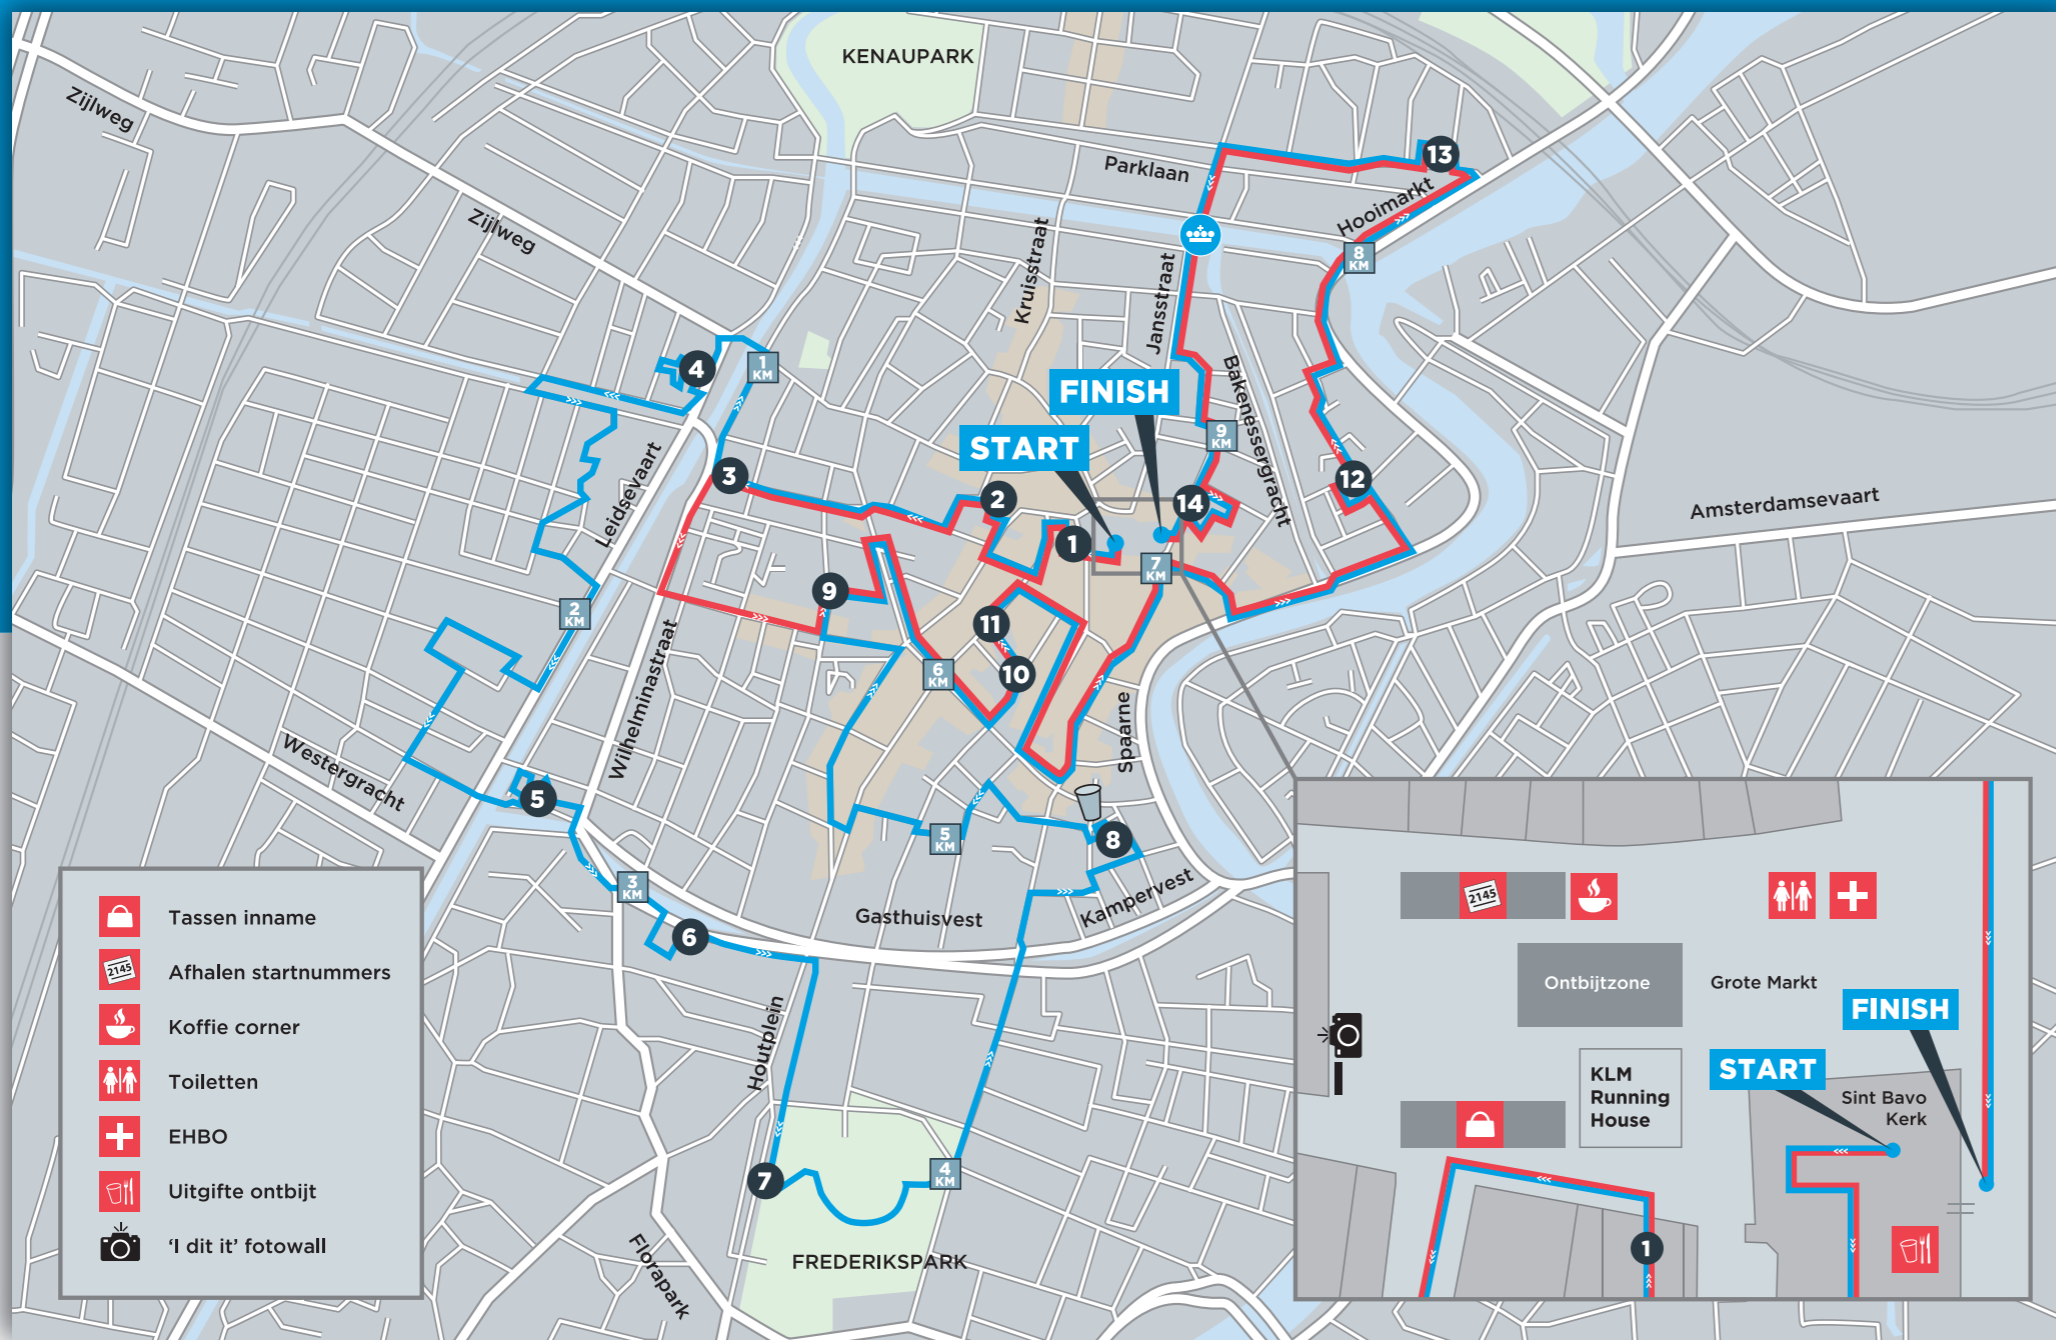 KENAUPARK
Zijlweg
Parklaan
13
Hooimarkt
Zijlweg
Kruisstraat
Jansstraat
8
KM
4
1
KM
FINISH
Bakenessergracht
START
9
KM
Leidsevaart
3
2
14
12
Amsterdamsevaart
1
7
KM
9
2
KM
11
10
6
KM
Wilhelminastraat
Spaarne
Westergracht
5
5
KM
8
3
KM
Kampervest
Gasthuisvest
6
Houtplein
7
4
KM
FREDERIKSPARK
Florapark
Tassen inname
2145
Afhalen startnummers
Koffie corner
Toiletten
EHBO
Uitgifte ontbijt
‘I dit it’ fotowall
2145
Ontbijtzone
Grote Markt
FINISH
START
KLM
Running
House
Sint Bavo
Kerk
1